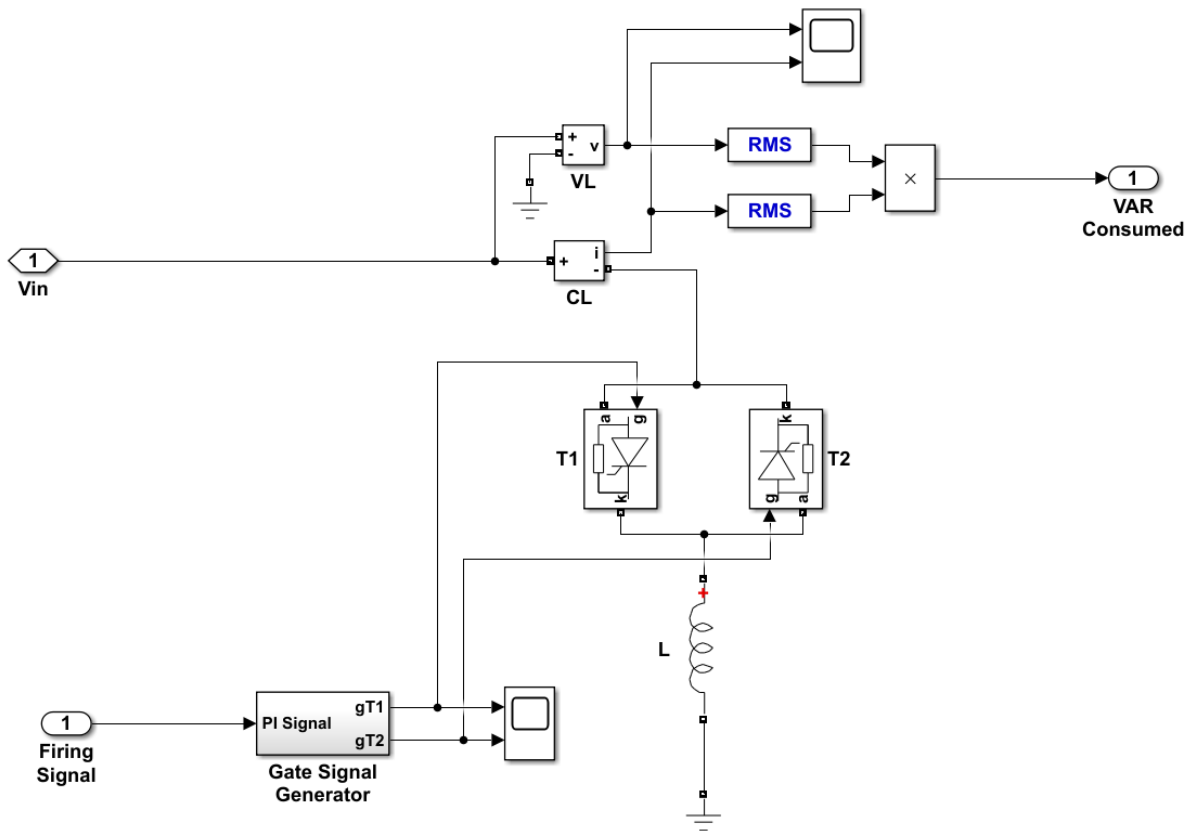 +
-
v
VL
RMS
×
1
VAR
Consumed
RMS
1
Vin
+
i
-
CL
a
g
k
T1
k
g
a
T2
+
L
1
Firing
Signal
PI Signal
gT1
gT2
Gate Signal
Generator